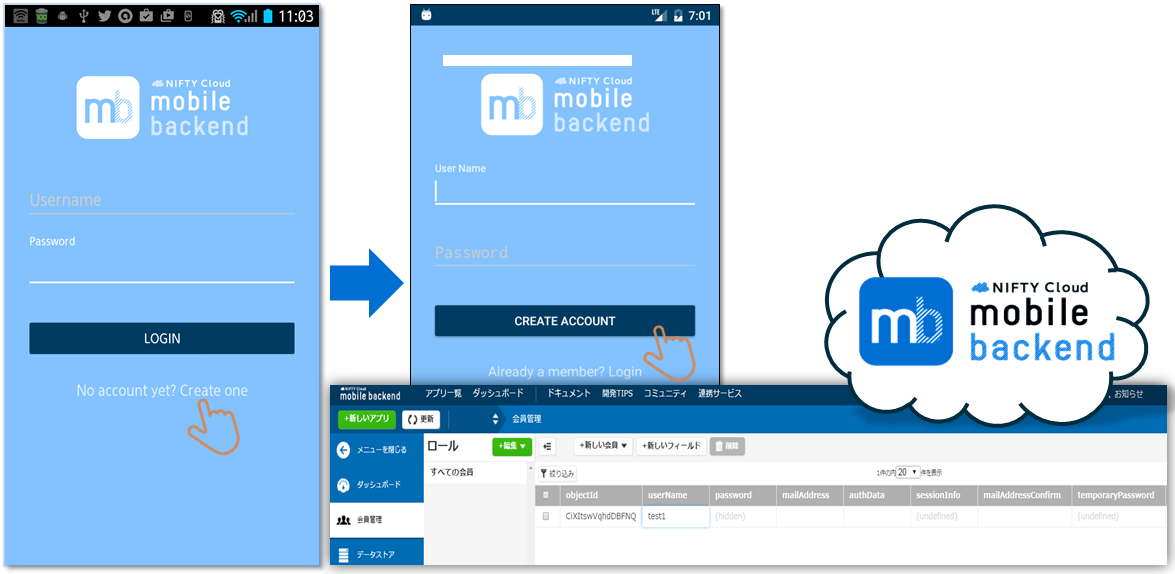 11:03
NIFTY Cloud
mobile
backend
Username
Password
LOGIN
No account yet? Create one
LTE 7:01
NIFTY Cloud
mobile
backend
User Name
Password
CREATE ACCOUNT
Already a member? Login
NIFTY Cloud
mobile
backend
NIFTY Cloud
mobile backend
アプリ一覧 ダッシュボード ドキュメント 開発TIPS コミュニティ 連携サービス お知らせ
+新しいアプリ 更新 会員管理
メニューを閉じる
ダッシュボード
会員管理
データストア
ロール +編集
すべての会員
+新しい会員 +新しいフィールド 削除
絞り込み 1件の内 20 件を表示
objectId userName password mailAddress authData sessionInfo mailAddressConfirm temporaryPassword
CiXItswVqhdDBFNQ test1 (hidden) (undefined) (undefined)